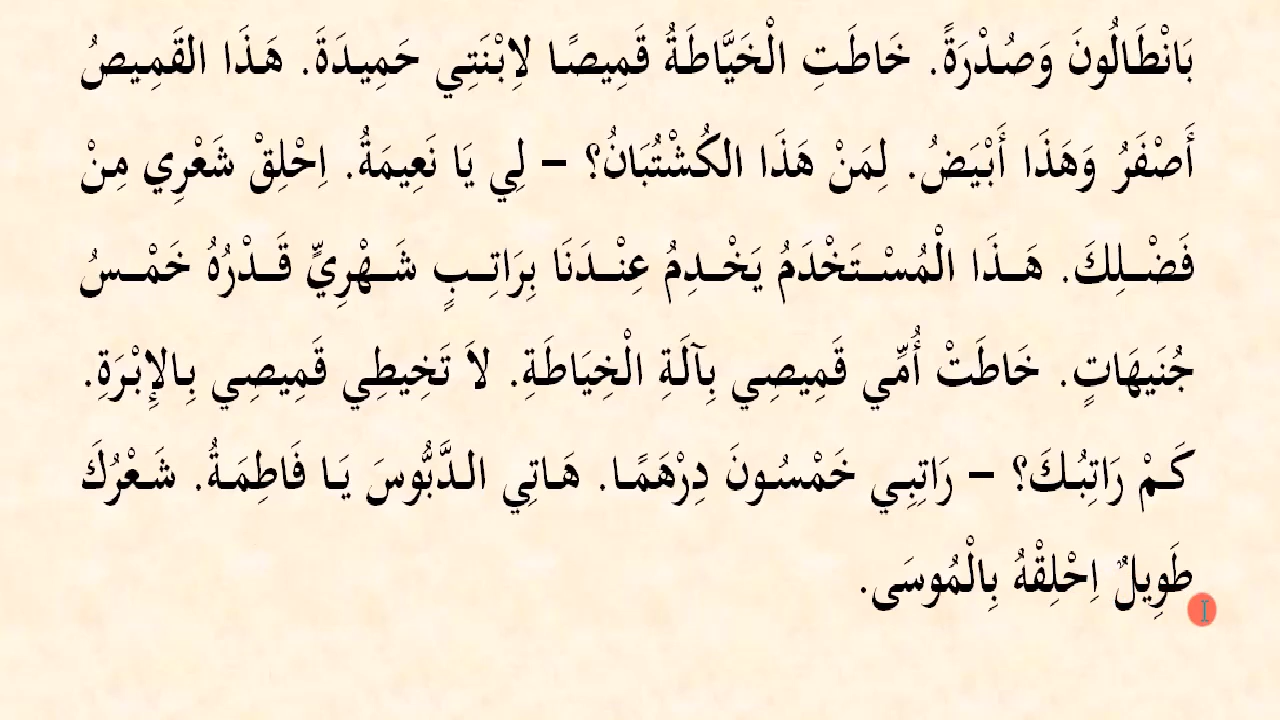 بَانْطَالُونَ وَصُدْرَةً. خَاطَتِ الْخَيَّاطَةُ قَمِيصًا لِابْنَتِي حَمِيدَةَ. هَذَا القَمِيصُ
أَصْفَرُ وَهَذَا أَبْيَضُ. لِمَنْ هَذَا الكُشْتُبَانُ؟ – لِي يَا نَعِيمَةُ. اِحْلِقْ شَعْرِي مِنْ
فَضْلِكَ. هَذَا الْمُسْتَخْدَمُ يَخْدِمُ عِنْدَنَا بِرَاتِبٍ شَهْرِيٍّ قَدْرُهُ خَمْسُ
جُنَيهَاتٍ. خَاطَتْ أُمِّي قَمِيصِي بِآلَةِ الْخِيَاطَةِ. لاَ تَخِيطِي قَمِيصِي بِالإِبْرَةِ.
كَمْ رَاتِبُكَ؟ – رَاتِبِي خَمْسُونَ دِرْهَمًا. هَاتِي الدَّبُّوسَ يَا فَاطِمَةُ. شَعْرُكَ
طَوِيلٌ اِحْلِقْهُ بِالْمُوسَى.